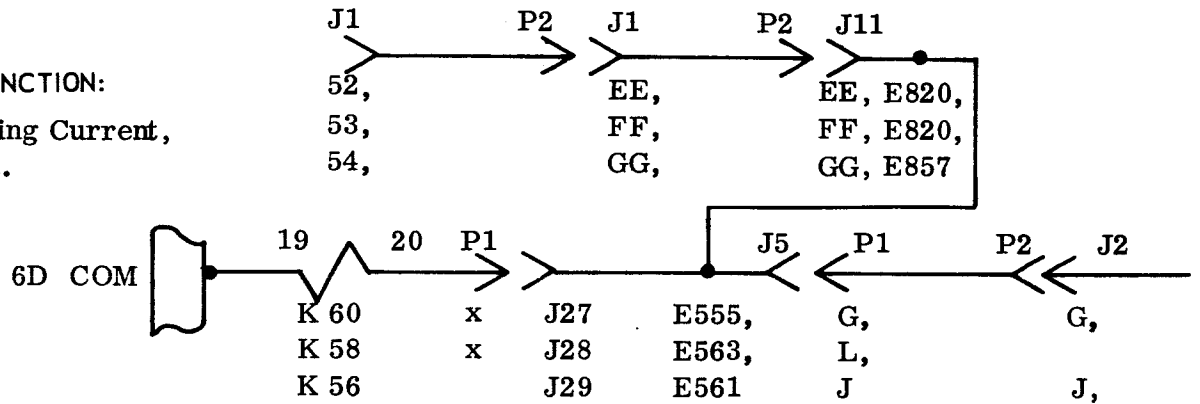 J1 P2 J1 P2 J11
NCTION:
52, EE, EE, E820,
ing Current, 53, FF, FF, E820,
. 54, GG, GG, E857
19 20 P1 J5 P1 P2 J2
6D COM
K 60 x J27 E555, G, G,
K 58 x J28 E563, L,
K 56 J29 E561 J J,